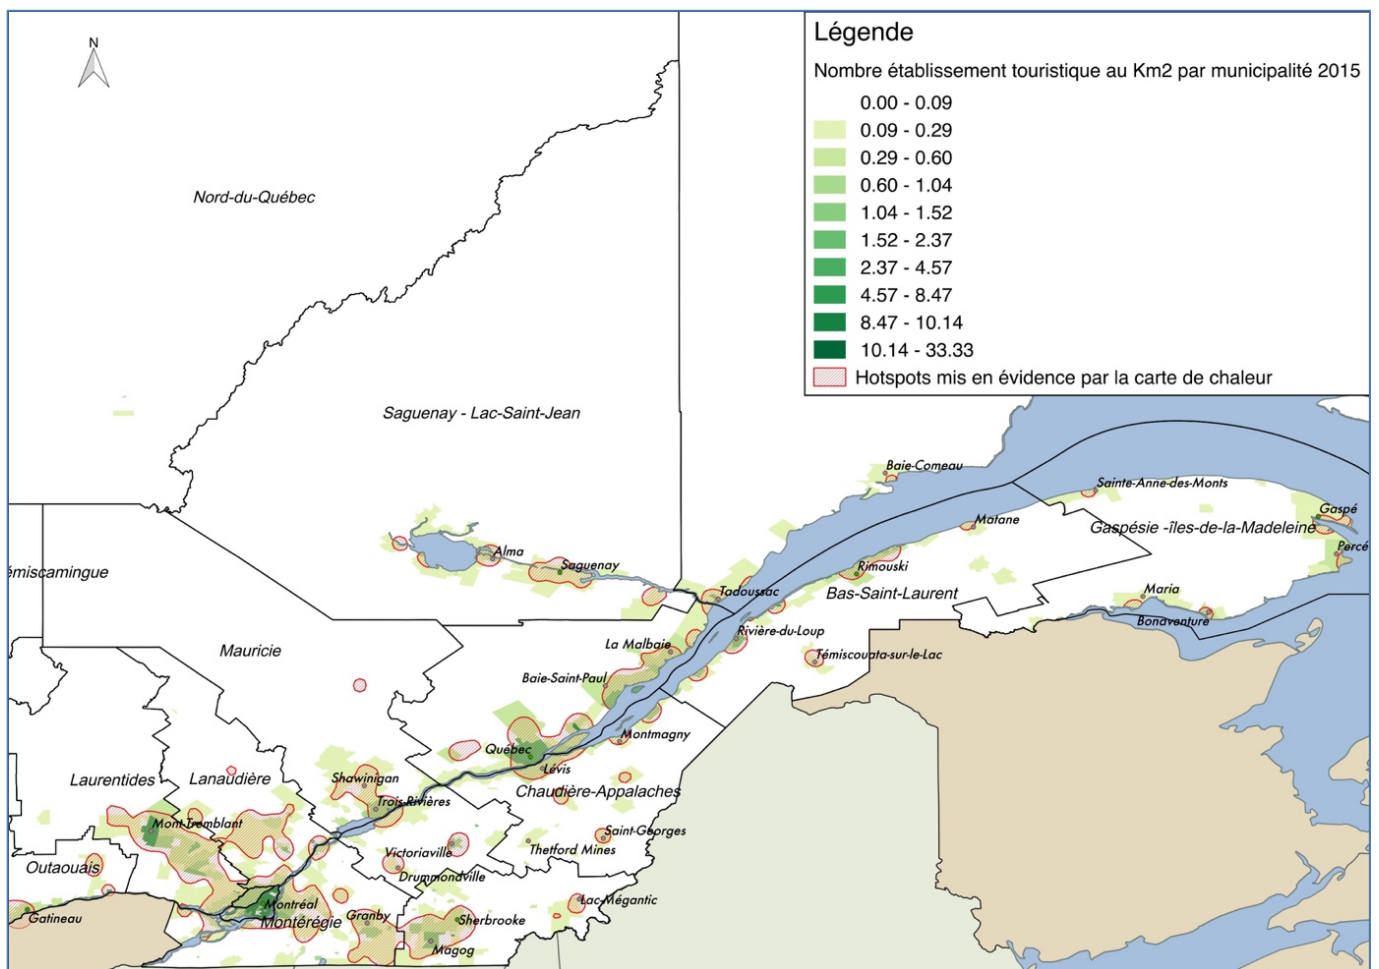 N
Légende
Nombre établissement touristique au Km2 par municipalité 2015
0.00 - 0.09
0.09 - 0.29
0.29 - 0.60
0.60 - 1.04
1.04 - 1.52
1.52 - 2.37
2.37 - 4.57
4.57 - 8.47
8.47 - 10.14
10.14 - 33.33
Hotspots mis en évidence par la carte de chaleur
Nord-du-Québec
Saguenay - Lac-Saint-Jean
Baie-Comeau
Sainte-Anne-des-Monts
Gaspé
Matane
Gaspésie -îles-de-la-Madeleine
Percé
Alma
Saguenay
émiscamingue
Rimouski
Tadoussac
Bas-Saint-Laurent
Maria
Bonaventure
Rivière-du-Loup
La Malbaie
Mauricie
Témiscouata-sur-le-Lac
Baie-Saint-Paul
Montmagny
Québec
Lévis
Laurentides
Lanaudière
Shawinigan
Chaudière-Appalaches
Trois-Rivières
Mont-Tremblant
Saint-Georges
Thetford Mines
Victoriaville
Outaouais
Drummondville
Lac-Mégantic
Montréal
Gatineau
Granby
Sherbrooke
Montérégie
Magog